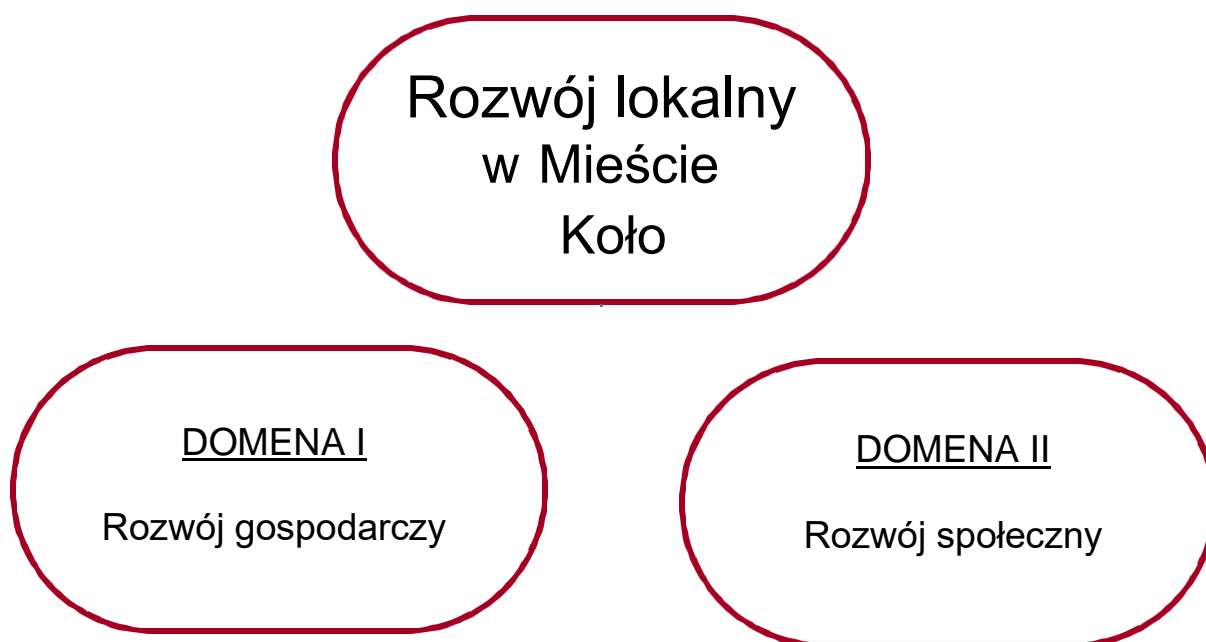 Rozwój lokalny
w Mieście
Koło
DOMENA I
Rozwój gospodarczy
DOMENA II
Rozwój społeczny